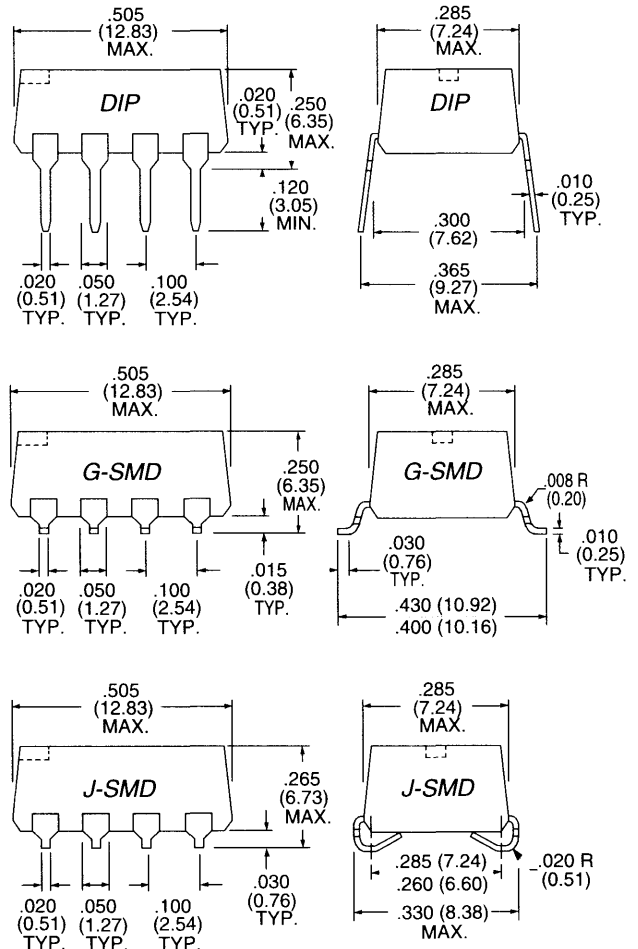 .505
(12.83)
MAX.
DIP
.020
(0.51)
TYP.
.250
(6.35)
MAX.
.120
(3.05)
MIN.
.020
(0.51)
TYP.
.050
(1.27)
TYP.
.100
(2.54)
TYP.
.285
(7.24)
MAX.
DIP
.010
(0.25)
TYP.
.300
(7.62)
.365
(9.27)
MAX.
.505
(12.83)
MAX.
G-SMD
.250
(6.35)
MAX.
.020
(0.51)
TYP.
.050
(1.27)
TYP.
.100
(2.54)
TYP.
.015
(0.38)
TYP.
.285
(7.24)
MAX.
G-SMD
.008 R
(0.20)
.030
(0.76)
TYP.
.010
(0.25)
TYP.
.430 (10.92)
.400 (10.16)
.505
(12.83)
MAX.
J-SMD
.265
(6.73)
MAX.
.020
(0.51)
TYP.
.050
(1.27)
TYP.
.100
(2.54)
TYP.
.030
(0.76)
TYP.
.285
(7.24)
MAX.
J-SMD
.285 (7.24)
.260 (6.60)
.020 R
(0.51)
.330 (8.38)
MAX.